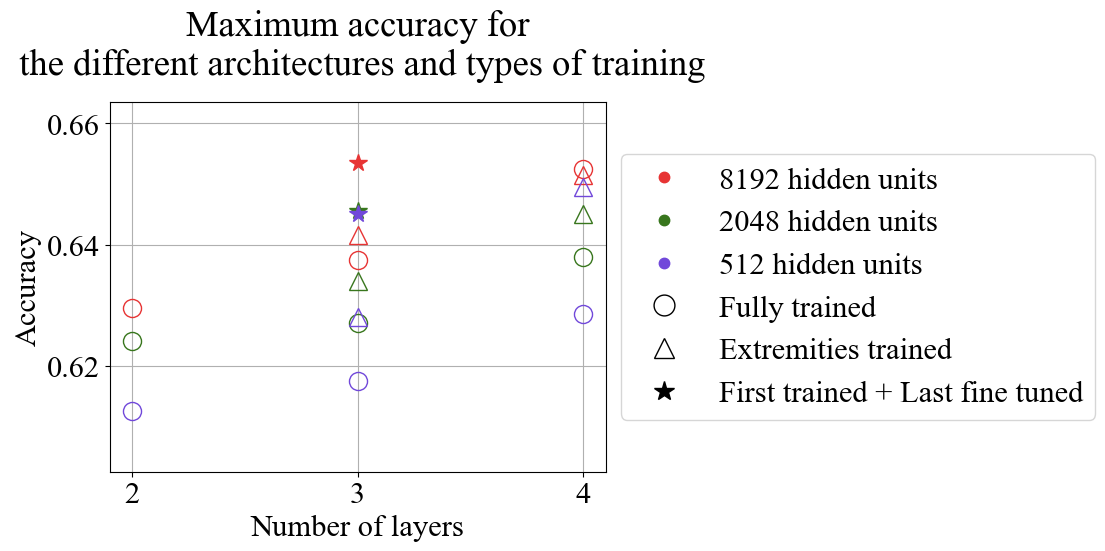 Maximum accuracy for
the different architectures and types of training
Accuracy
0.66
0.64
0.62
2
3
4
Number of layers
8192 hidden units
2048 hidden units
512 hidden units
Fully trained
Extremities trained
First trained + Last fine tuned